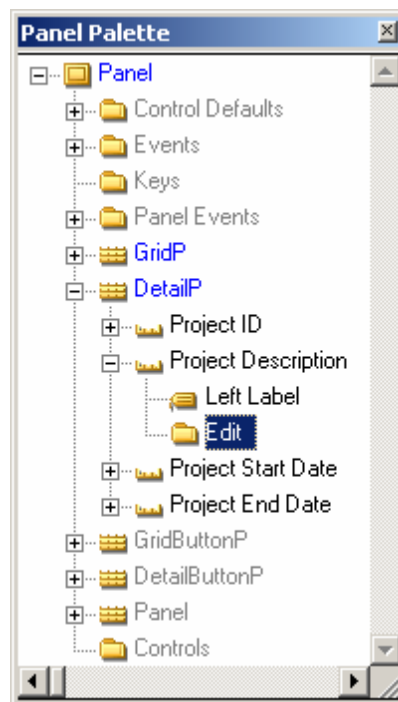 Panel Palette
Panel
Control Defaults
Events
Keys
Panel Events
GridP
DetailP
Project ID
Project Description
Left Label
Edit
Project Start Date
Project End Date
GridButtonP
DetailButtonP
Panel
Controls